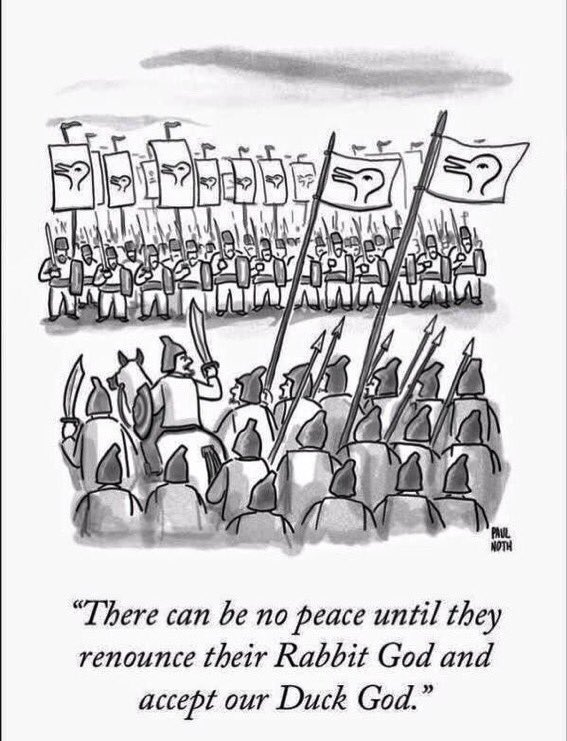 PAUL
NOTH
“There can be no peace until they
renounce their Rabbit God and
accept our Duck God.”